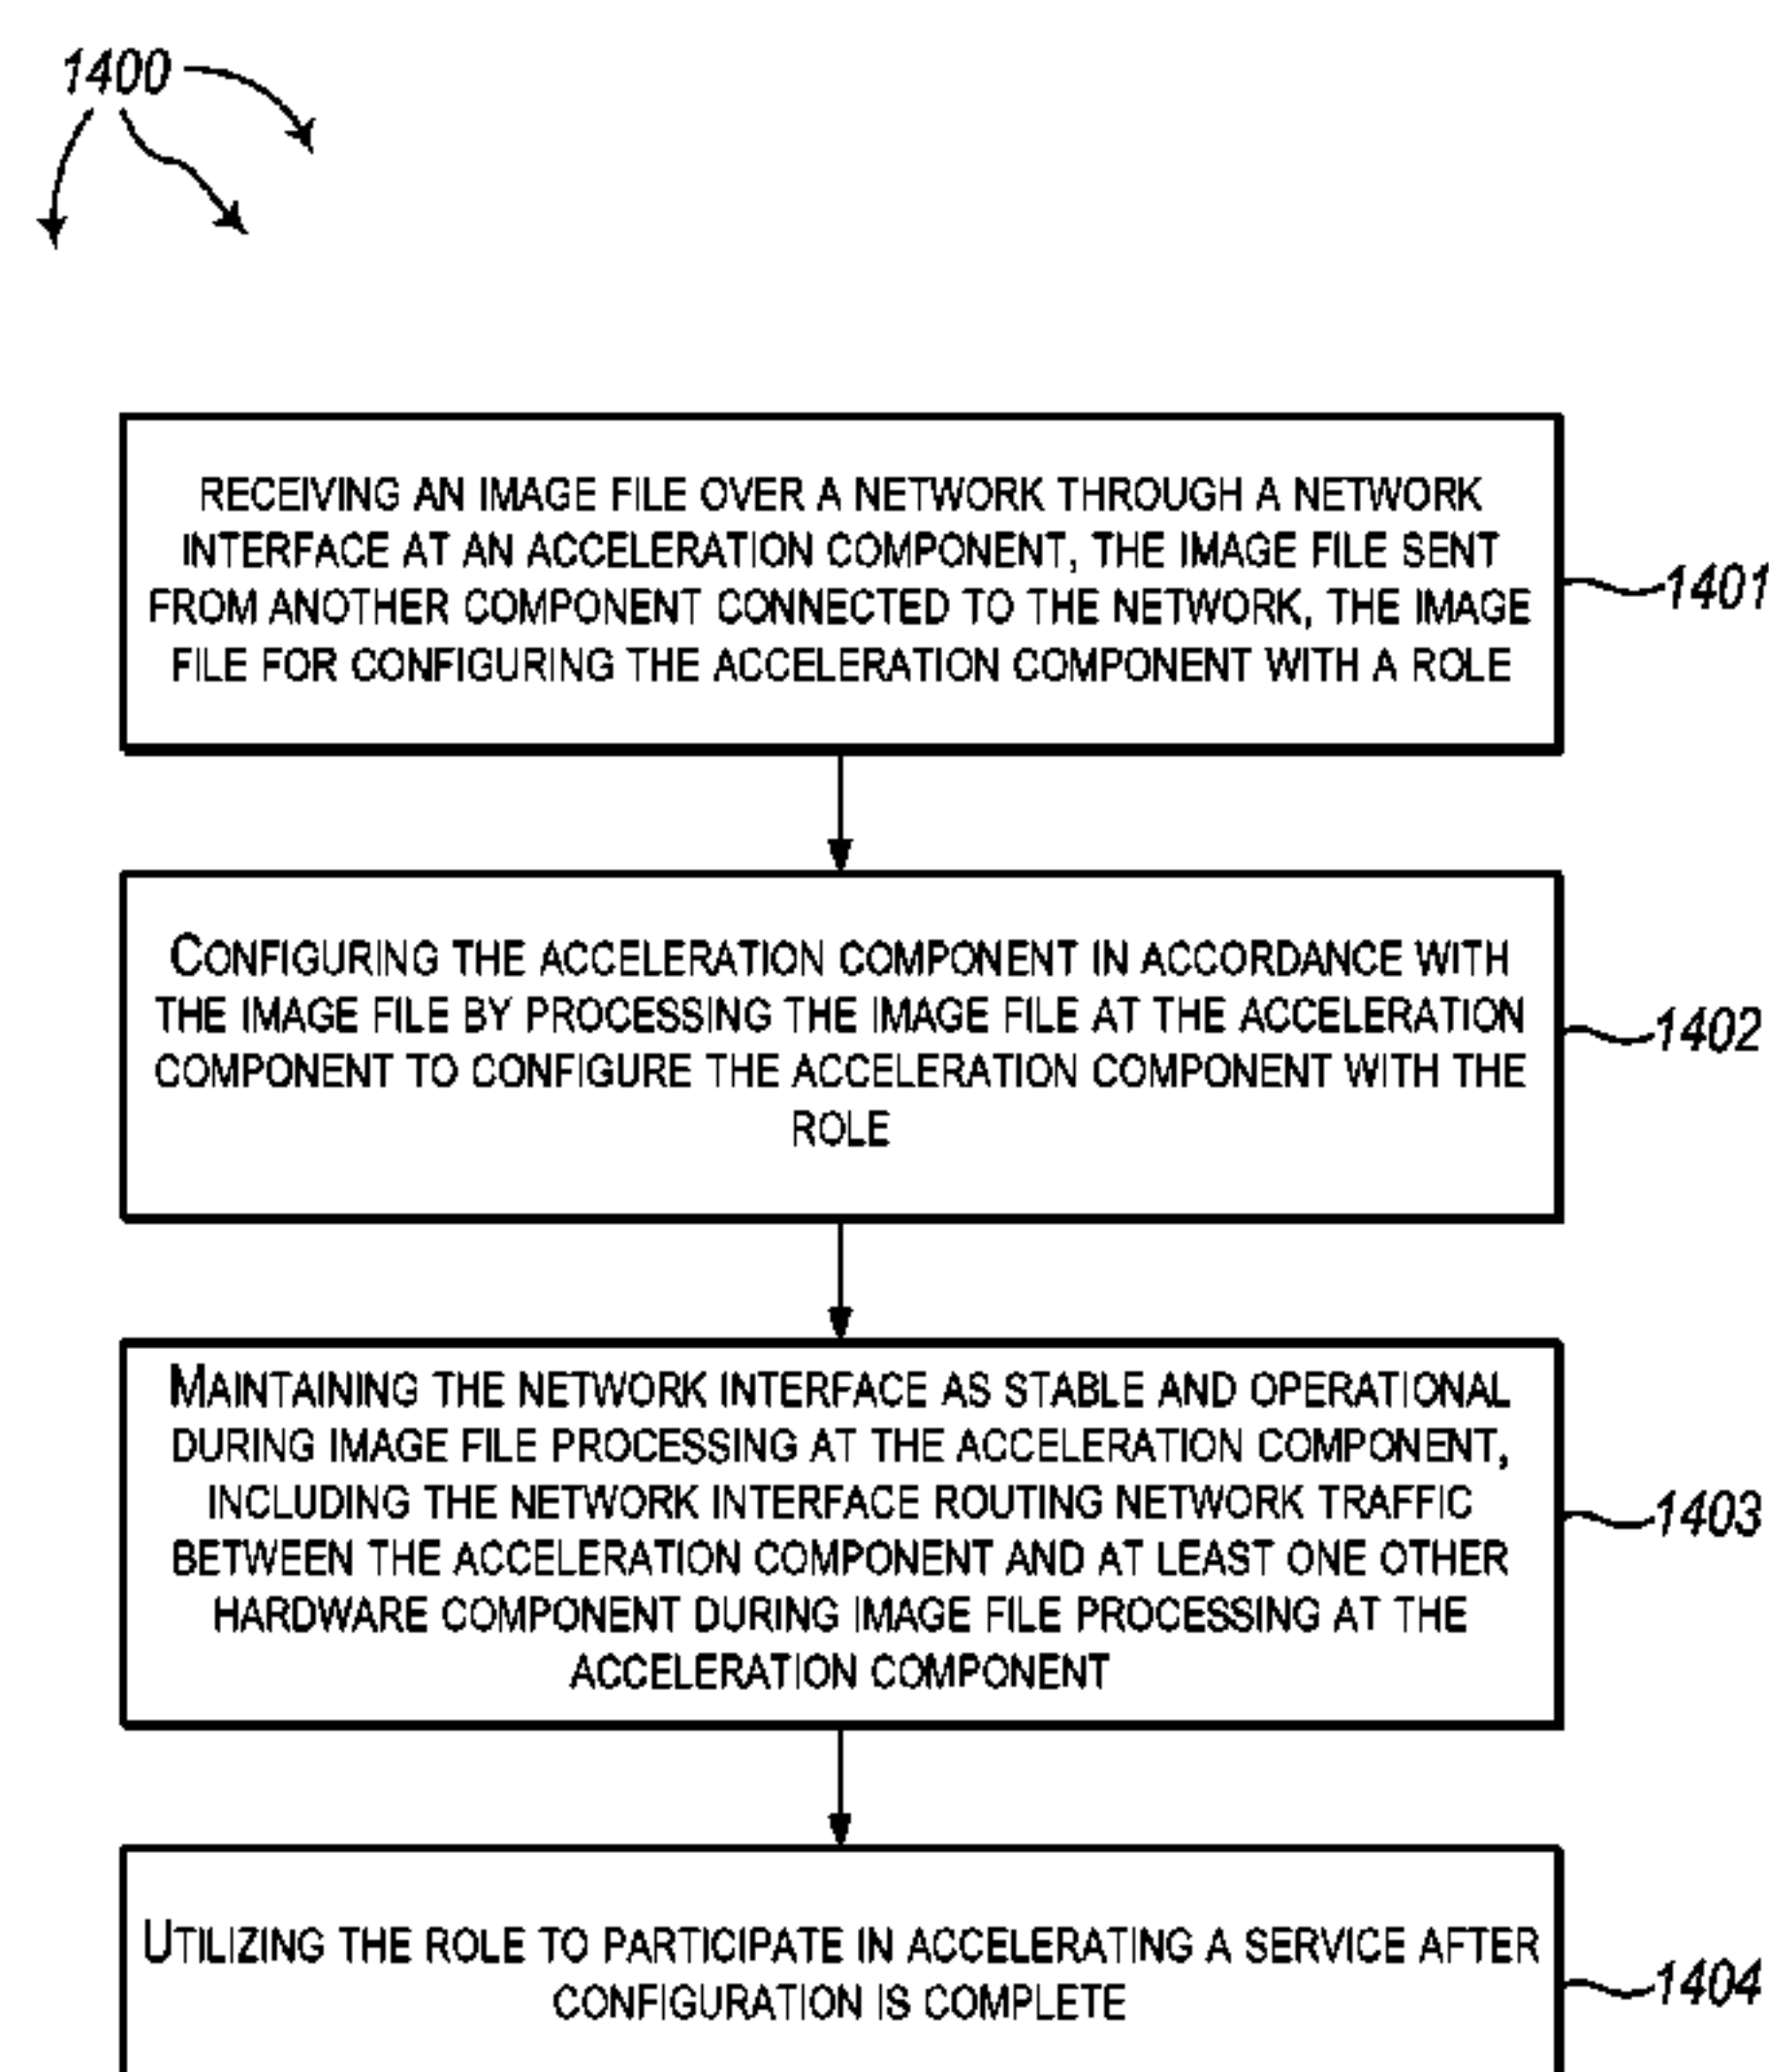 1400
RECEIVING AN IMAGE FILE OVER A NETWORK THROUGH A NETWORK
INTERFACE AT AN ACCELERATION COMPONENT, THE IMAGE FILE SENT
FROM ANOTHER COMPONENT CONNECTED TO THE NETWORK, THE IMAGE
FILE FOR CONFIGURING THE ACCELERATION COMPONENT WITH A ROLE
1401
CONFIGURING THE ACCELERATION COMPONENT IN ACCORDANCE WITH
THE IMAGE FILE BY PROCESSING THE IMAGE FILE AT THE ACCELERATION
COMPONENT TO CONFIGURE THE ACCELERATION COMPONENT WITH THE
ROLE
1402
MAINTAINING THE NETWORK INTERFACE AS STABLE AND OPERATIONAL
DURING IMAGE FILE PROCESSING AT THE ACCELERATION COMPONENT,
INCLUDING THE NETWORK INTERFACE ROUTING NETWORK TRAFFIC
BETWEEN THE ACCELERATION COMPONENT AND AT LEAST ONE OTHER
HARDWARE COMPONENT DURING IMAGE FILE PROCESSING AT THE
ACCELERATION COMPONENT
1403
UTILIZING THE ROLE TO PARTICIPATE IN ACCELERATING A SERVICE AFTER
CONFIGURATION IS COMPLETE
1404